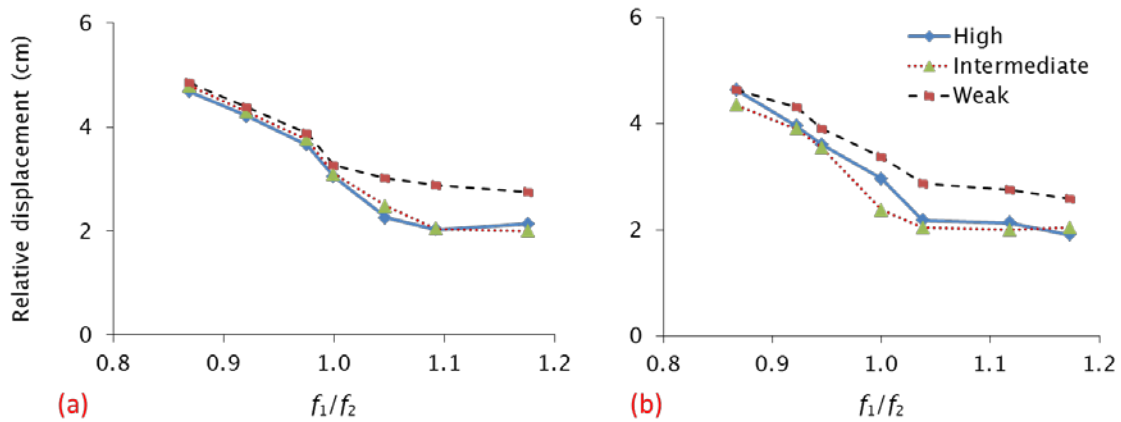 Relative displacement (cm)
6
4
2
0
0.8
0.9
1.0
1.1
1.2
f1/f2
(a)
6
4
2
0
0.8
0.9
1.0
1.1
1.2
f1/f2
(b)
High
Intermediate
Weak